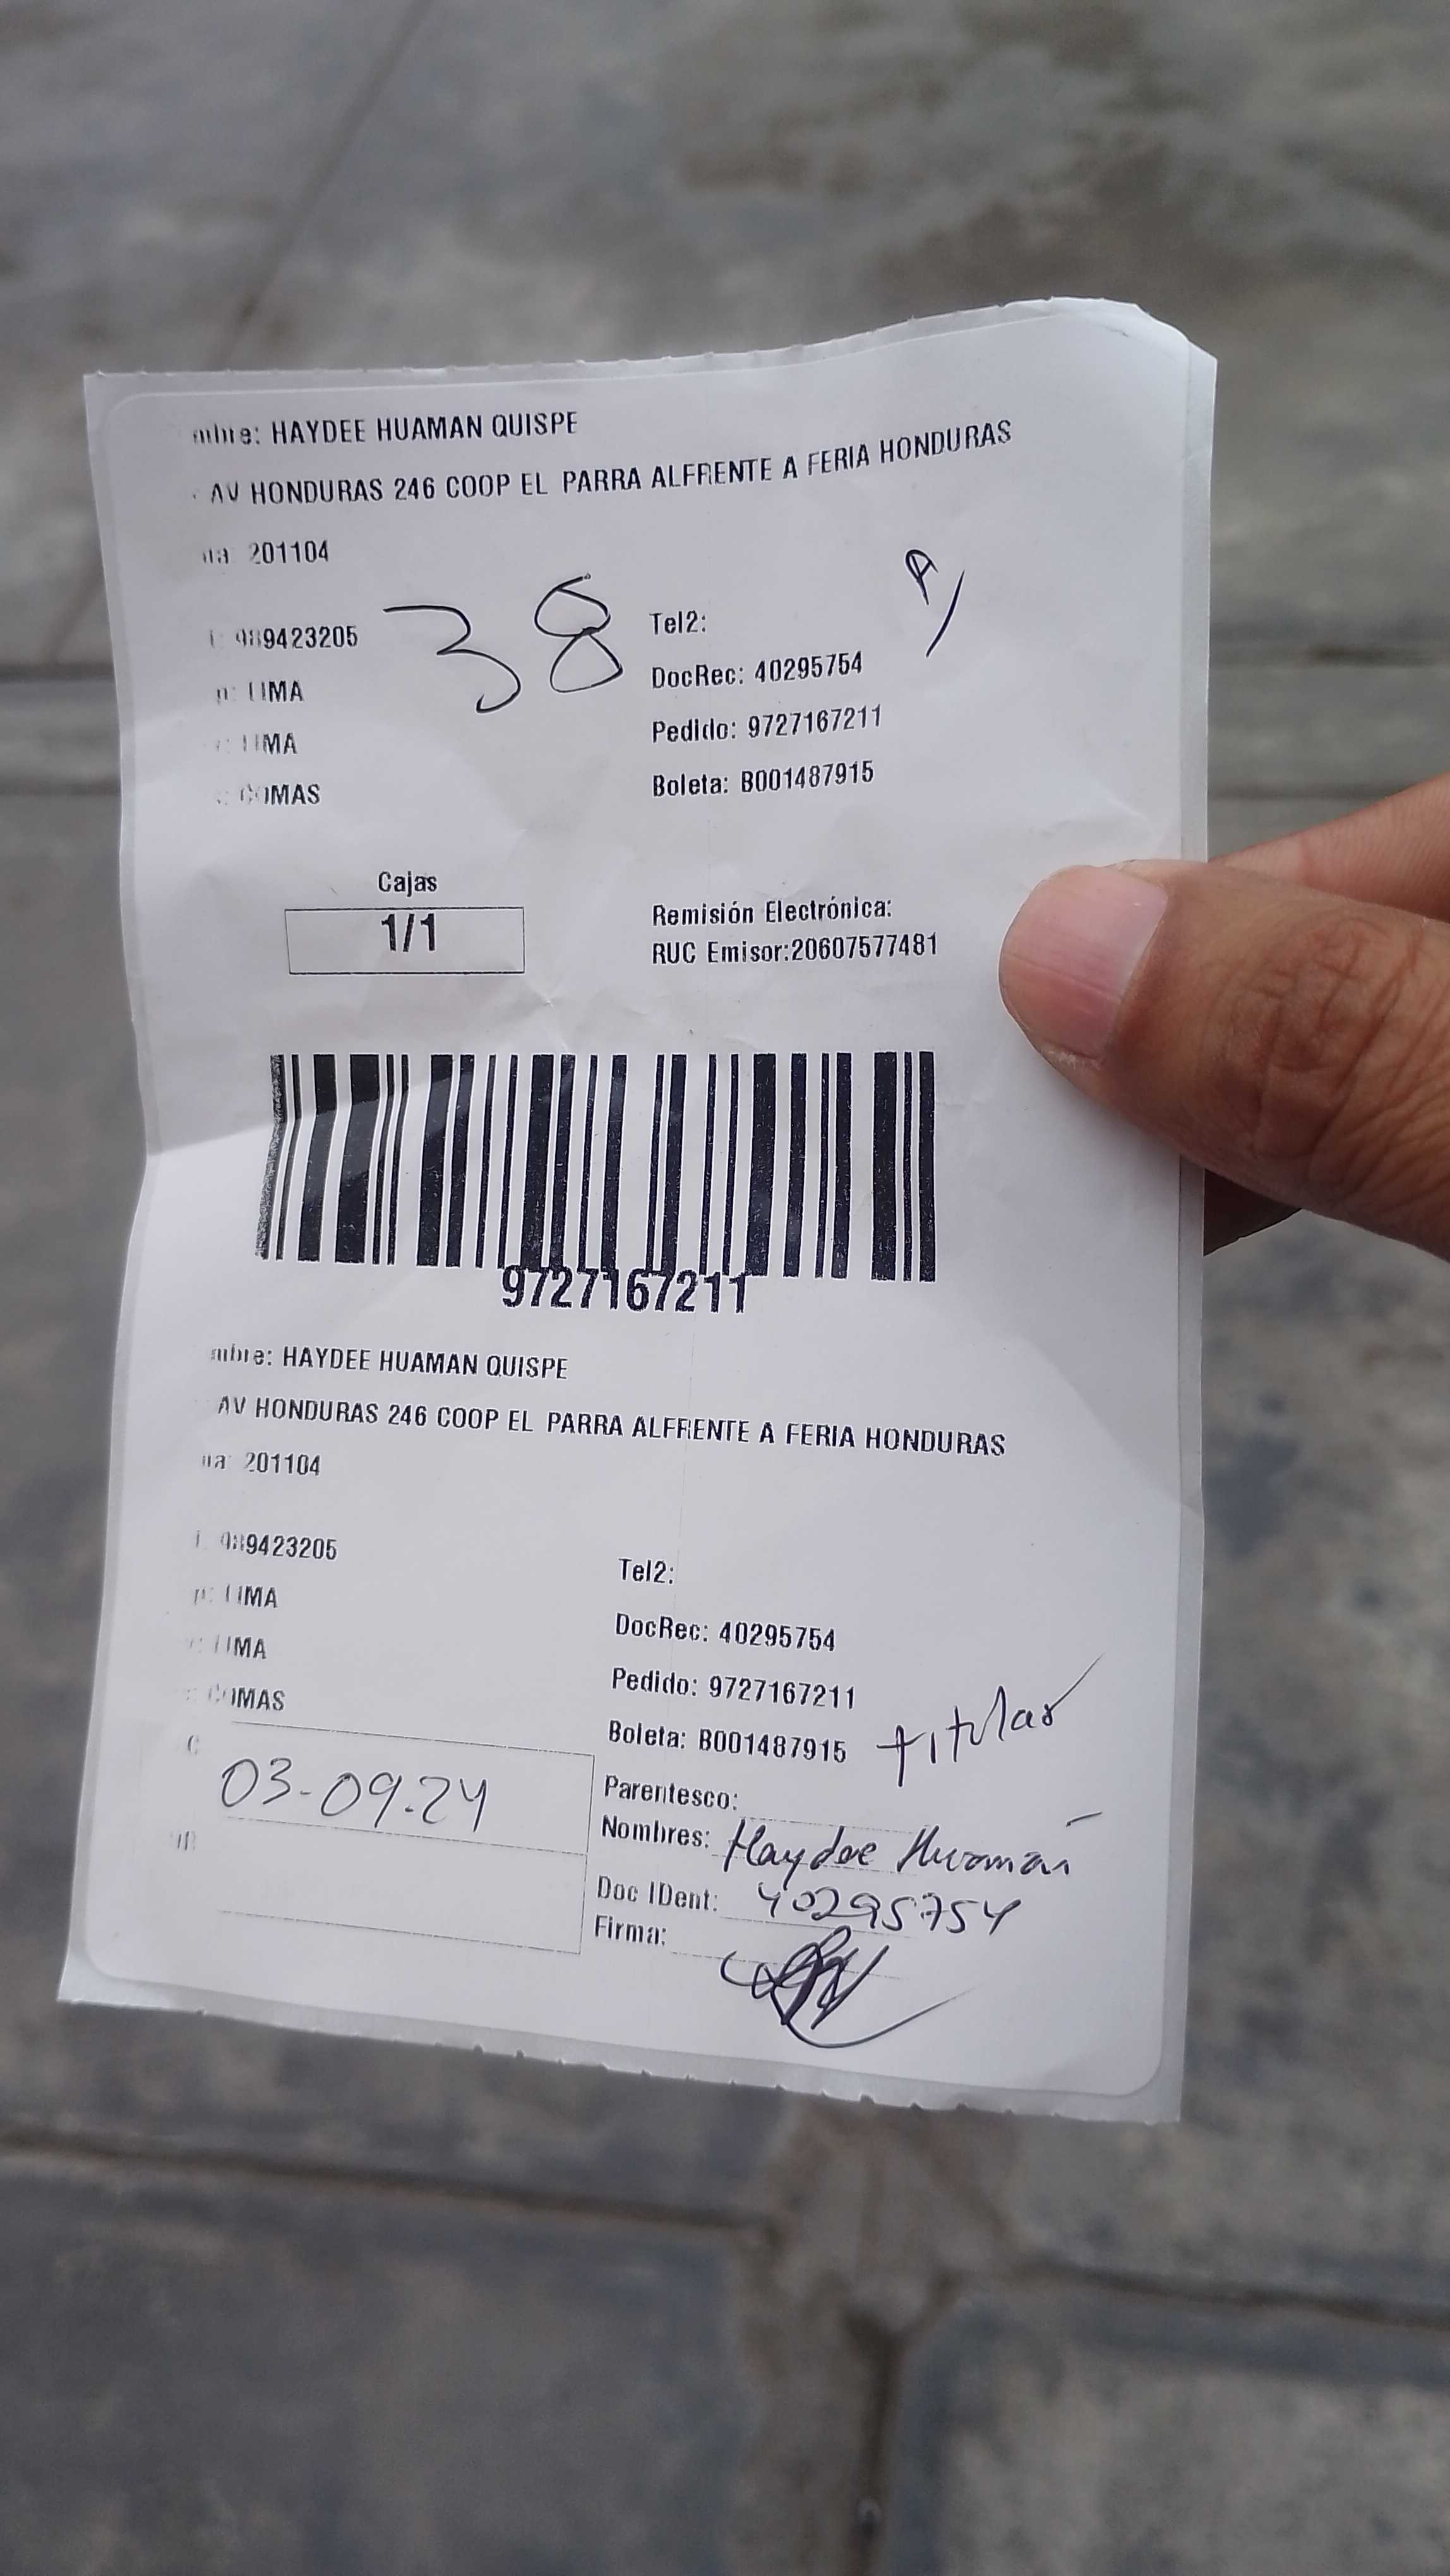 mbre: HAYDEE HUAMAN QUISPE
AV HONDURAS 246 COOP EL PARRA ALFRENTE A FERIA HONDURAS
na 201104
38
989423205
Tel2:
p: LIMA
DocRec: 40295754
v: LIMA
Pedido: 9727167211
: COMAS
Boleta: B001487915
Cajas
1/1
Remisión Electrónica:
RUC Emisor:20607577481
9727167211
mbre: HAYDEE HUAMAN QUISPE
AV HONDURAS 246 COOP EL PARRA ALFRENTE A FERIA HONDURAS
na 201104
989423205
Tel2:
p: LIMA
DocRec: 40295754
v: LIMA
Pedido: 9727167211
: COMAS
Boleta: B001487915 titular
03-09-24
Parentesco:
Nombres: Haydee Huamán
Doc IDent: 40295754
Firma: